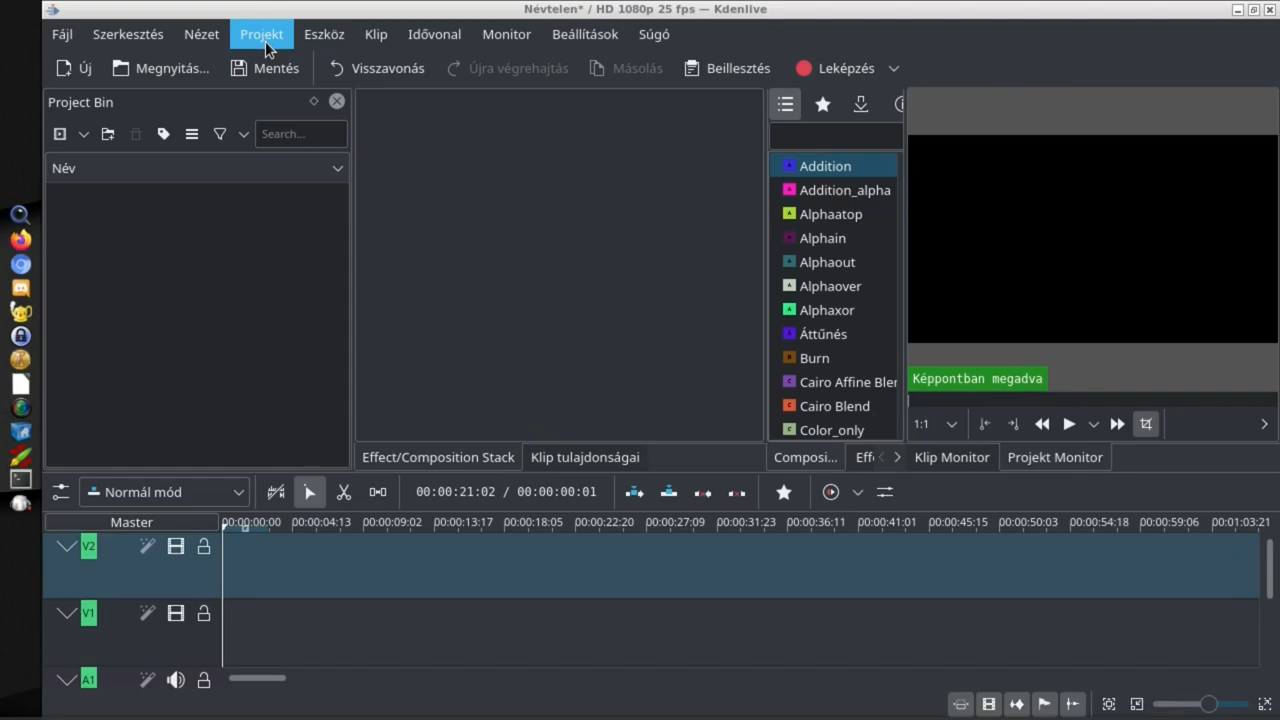 Névtelen* / HD 1080p 25 fps — Kdenlive
Fájl Szerkesztés Nézet Projekt Eszköz Klip Idővonal Monitor Beállítások Súgó
Új Megnyitás... Mentés Visszavonás Újra végrehajtás Másolás Beillesztés Leképzés
Project Bin
Search...
Név
Addition
Addition_alpha
Alphaatop
Alphain
Alphaout
Alphaover
Alphaxor
Áttűnés
Burn
Cairo Affine Bler
Cairo Blend
Color_only
Képpontban megadva
1:1
Effect/Composition Stack Klip tulajdonságai Composi... Effe Klip Monitor Projekt Monitor
Normál mód 00:00:21:02 / 00:00:00:01
Master 00:00:00:00 00:00:04:13 00:00:09:02 00:00:13:17 00:00:18:05 00:00:22:20 00:00:27:09 00:00:31:23 00:00:36:11 00:00:41:01 00:00:45:15 00:00:50:03 00:00:54:18 00:00:59:06 00:01:03:21
V2
V1
A1